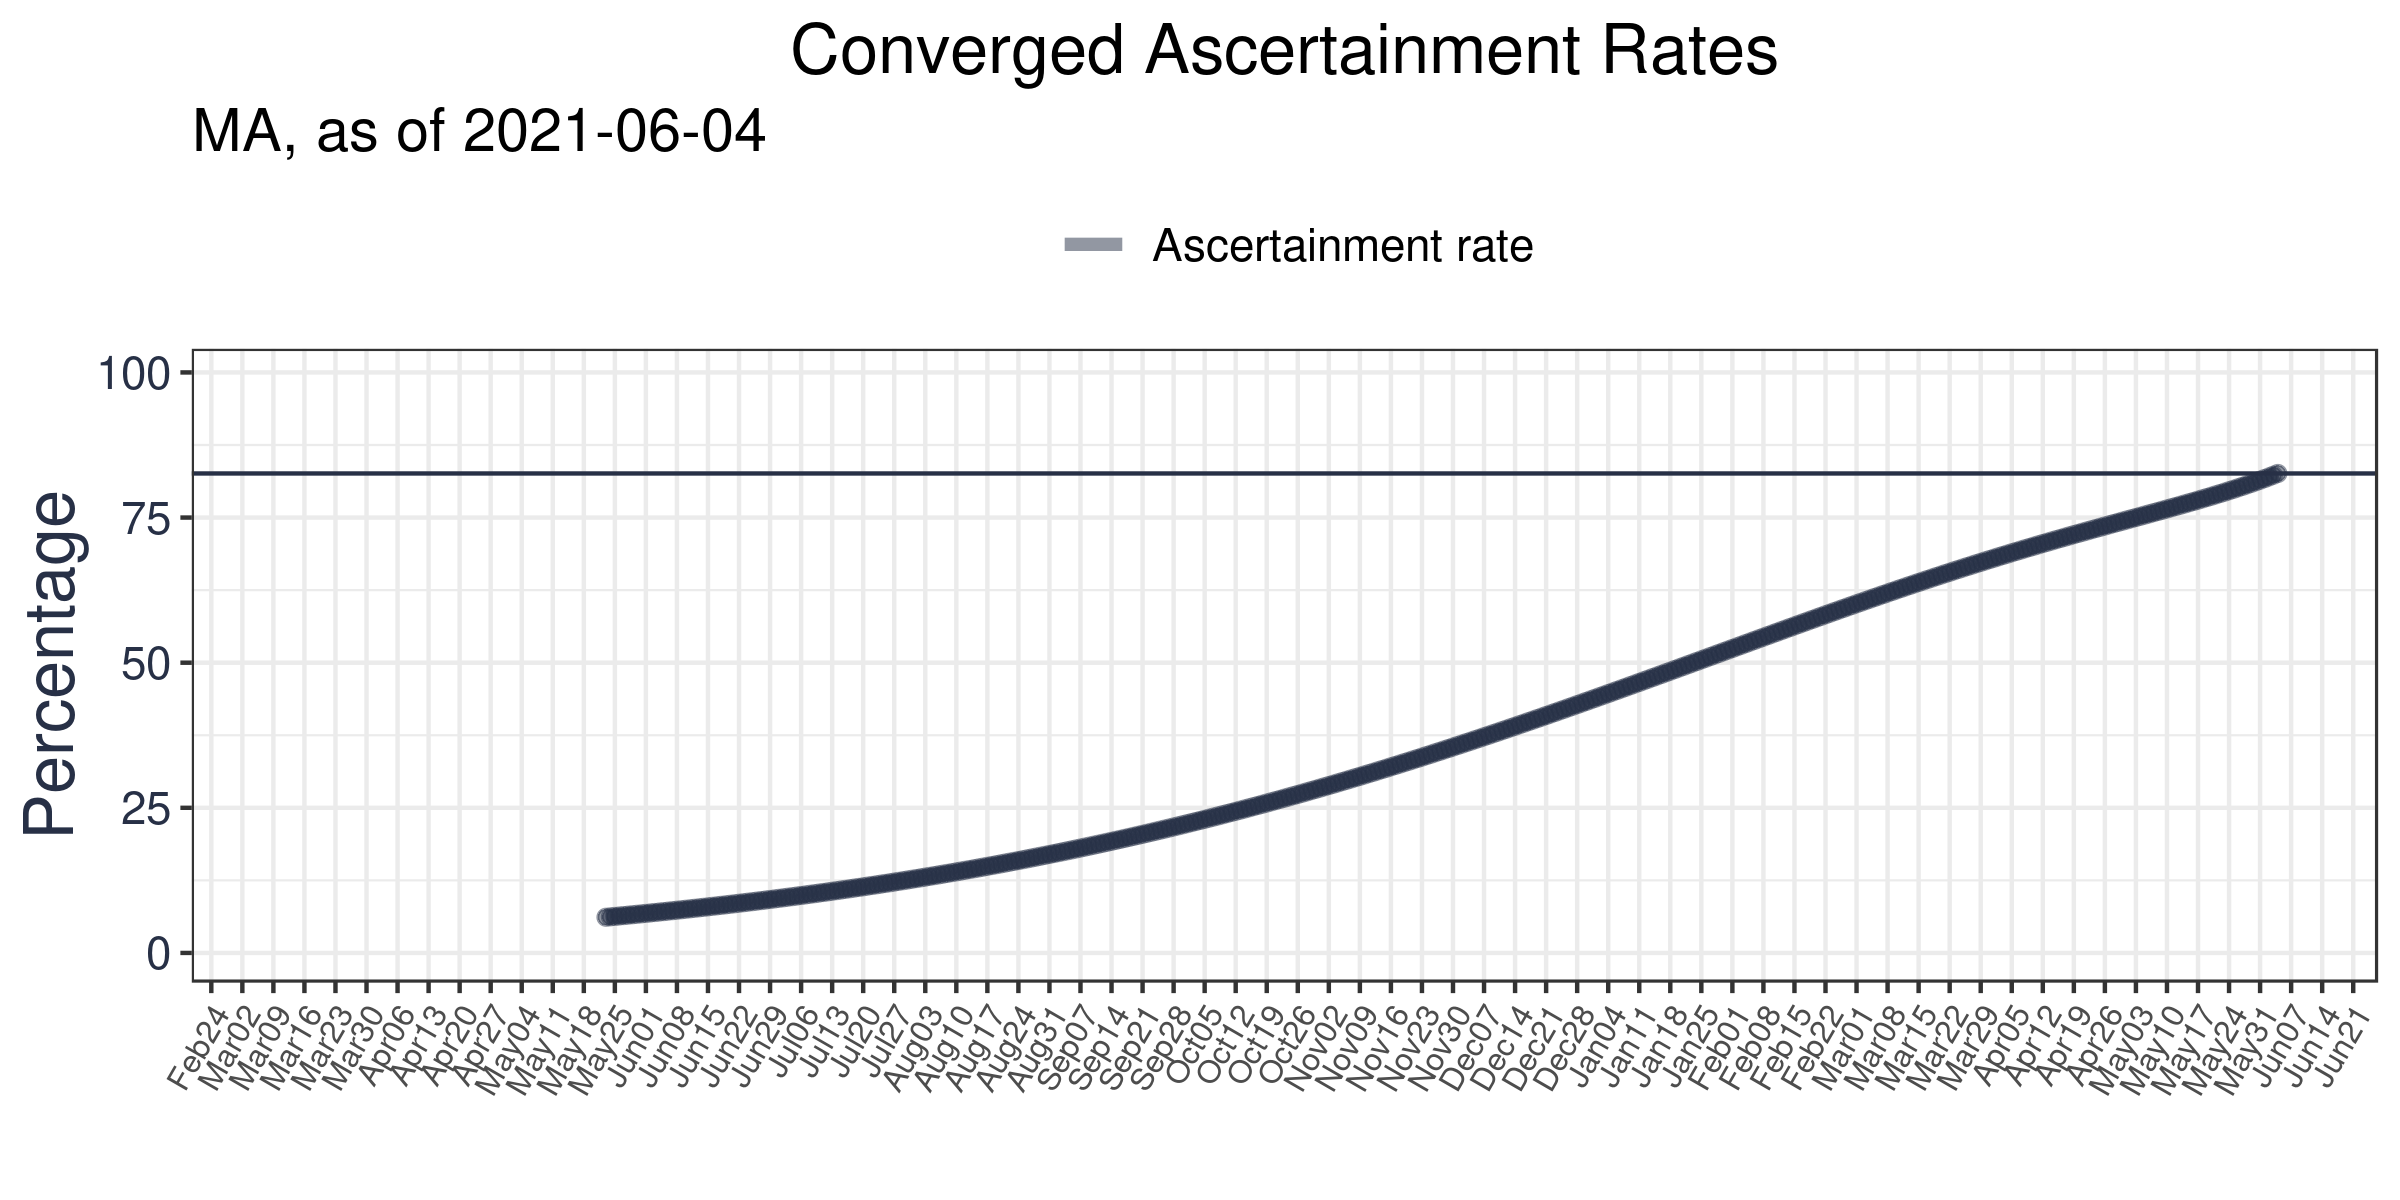 Converged Ascertainment Rates
MA, as of 2021-06-04
Ascertainment rate
Percentage
100
75
50
25
0
Feb24
Mar02
Mar09
Mar16
Mar23
Mar30
Apr06
Apr13
Apr20
Apr27
May04
May11
May18
May25
Jun01
Jun08
Jun15
Jun22
Jun29
Jul06
Jul13
Jul20
Jul27
Aug03
Aug10
Aug17
Aug24
Aug31
Sep07
Sep14
Sep21
Sep28
Oct05
Oct12
Oct19
Oct26
Nov02
Nov09
Nov16
Nov23
Nov30
Dec07
Dec14
Dec21
Dec28
Jan04
Jan11
Jan18
Jan25
Feb01
Feb08
Feb15
Feb22
Mar01
Mar08
Mar15
Mar22
Mar29
Apr05
Apr12
Apr19
Apr26
May03
May10
May17
May24
May31
Jun07
Jun14
Jun21